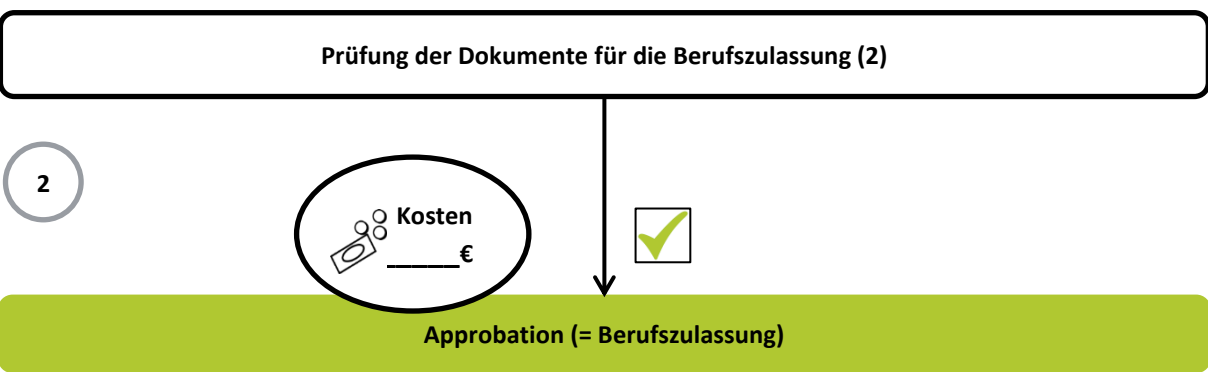 Prüfung der Dokumente für die Berufszulassung (2)
2
Kosten
______€
Approbation (= Berufszulassung)